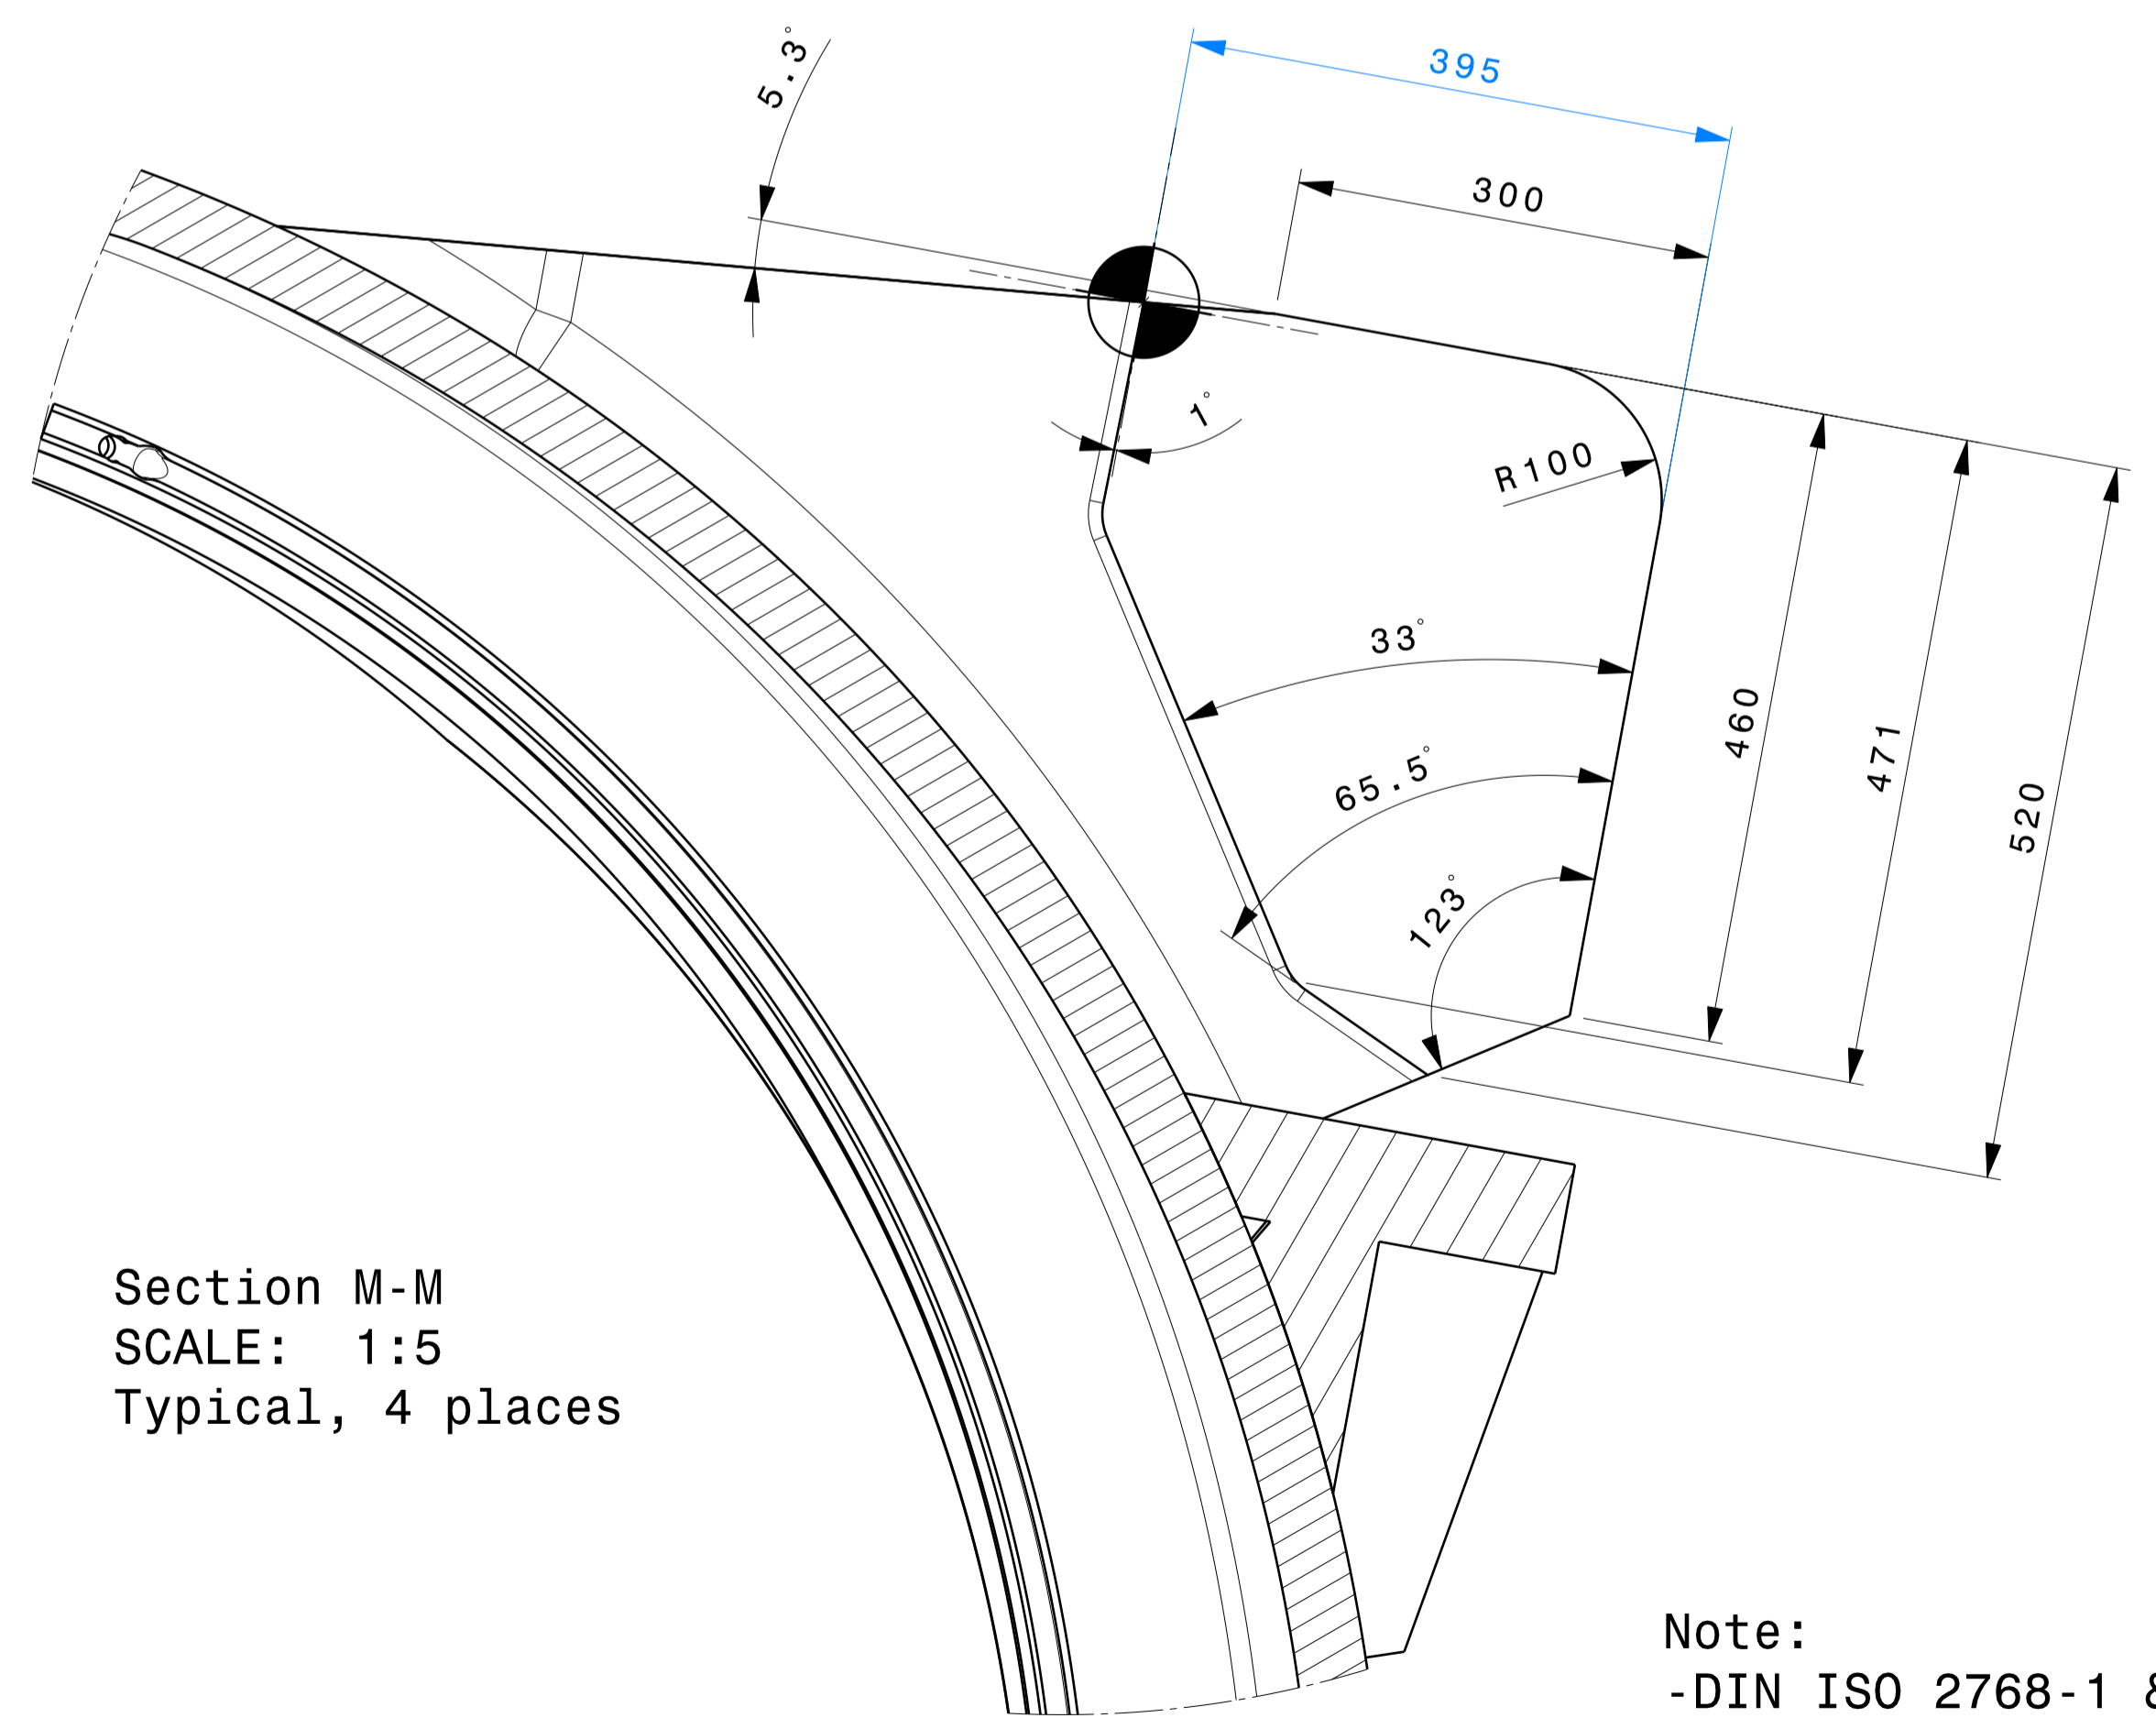 5.3°
395
300
1°
R100
33°
65.5°
123°
460
471
520
Section M-M
SCALE: 1:5
Typical, 4 places
Note:
-DIN ISO 2768-1